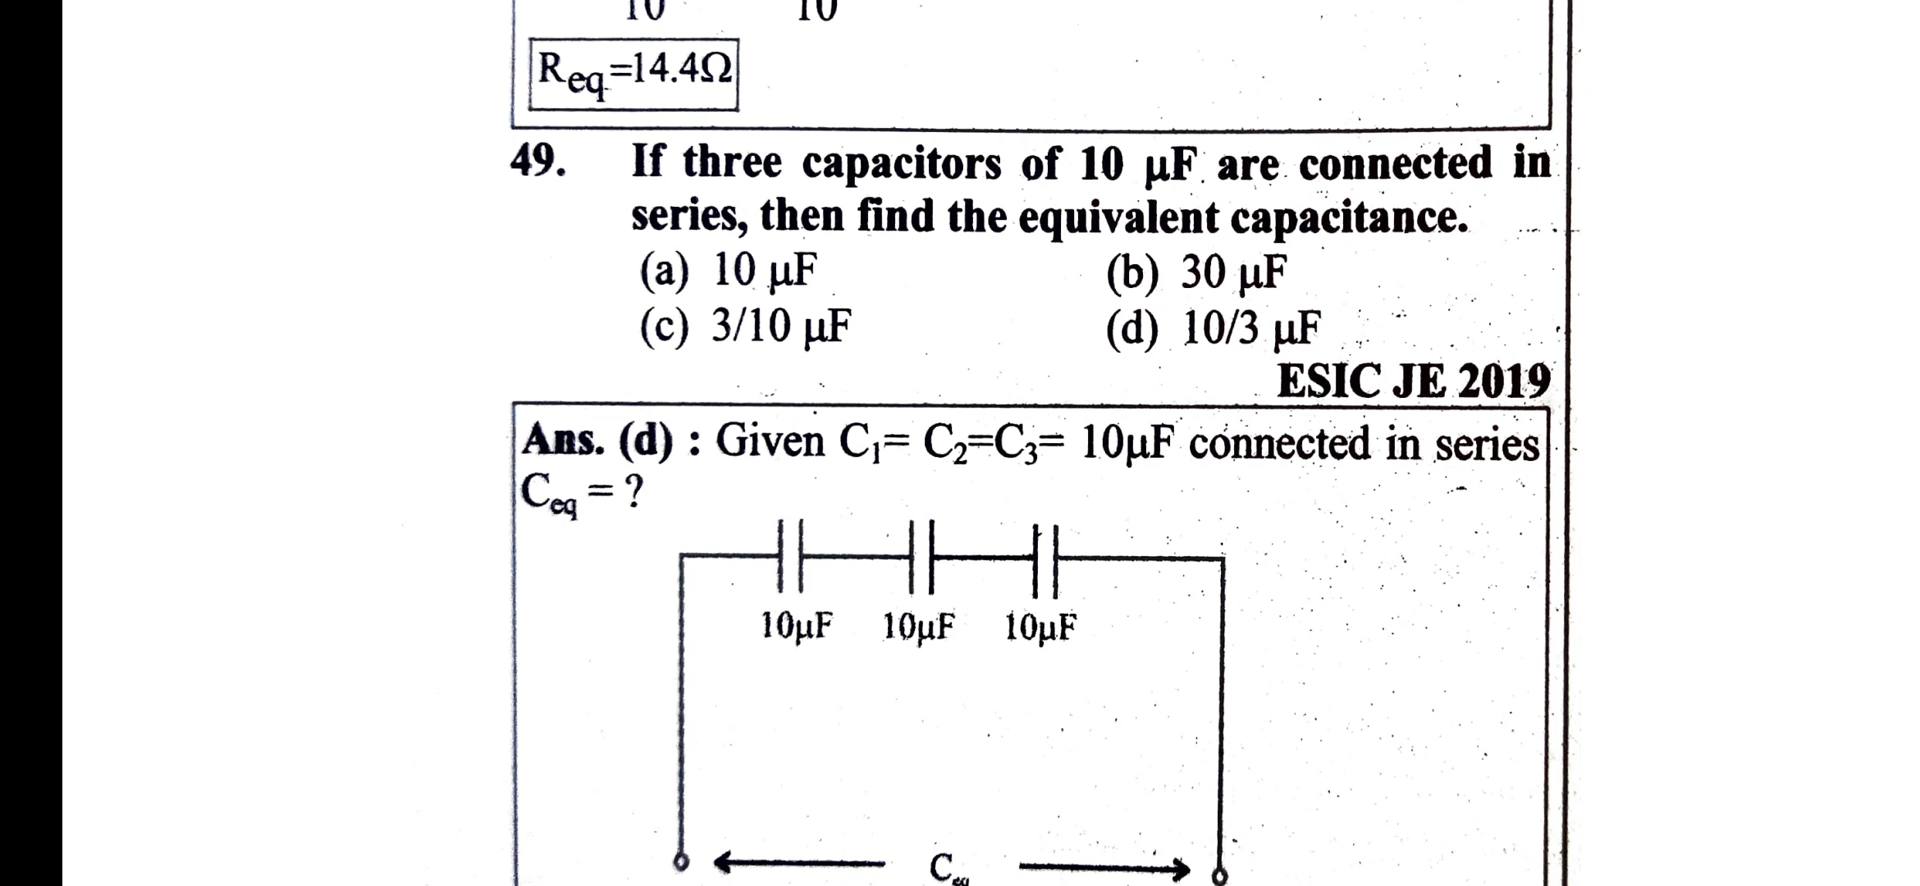 10 10
Req=14.4Ω
49. If three capacitors of 10 μF are connected in
series, then find the equivalent capacitance.
(a) 10 μF (b) 30 μF
(c) 3/10 μF (d) 10/3 μF
ESIC JE 2019
Ans. (d) : Given C₁= C₂=C₃= 10μF connected in series
Ceq = ?
10μF 10μF 10μF
Ceq